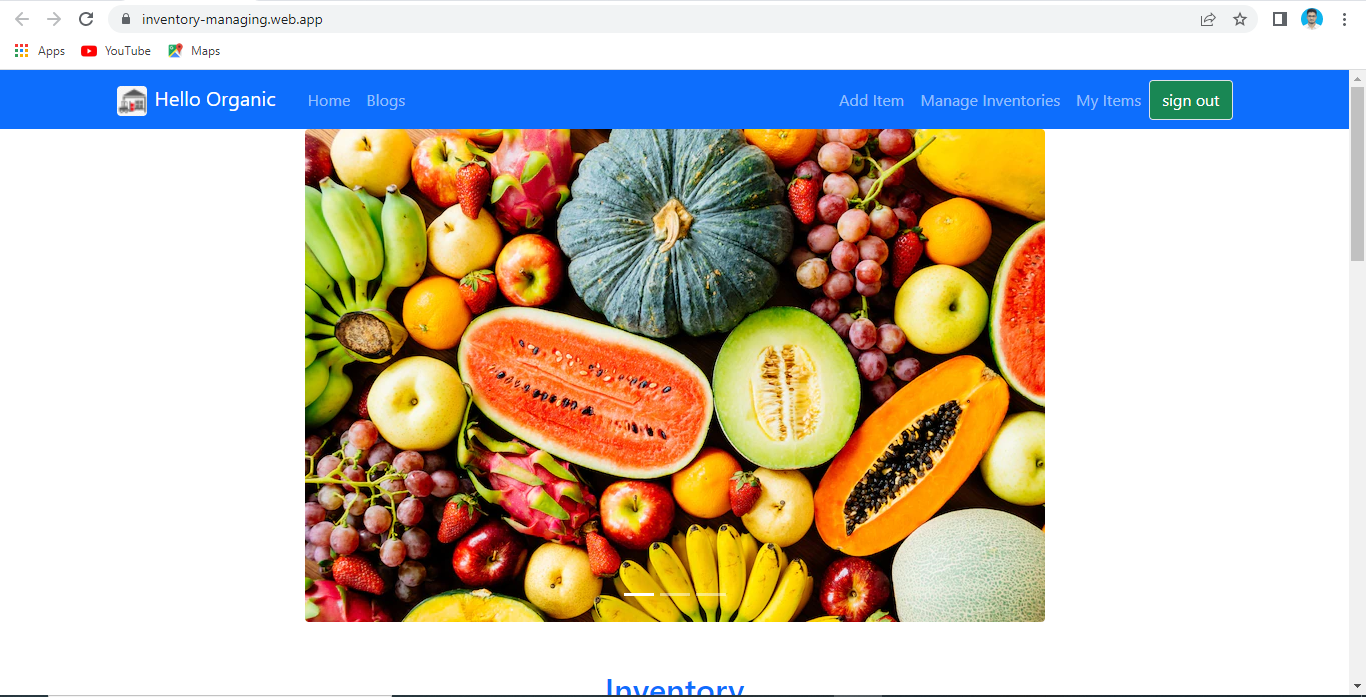 inventory-managing.web.app
Apps YouTube Maps
Hello Organic Home Blogs Add Item Manage Inventories My Items sign out
Inventory